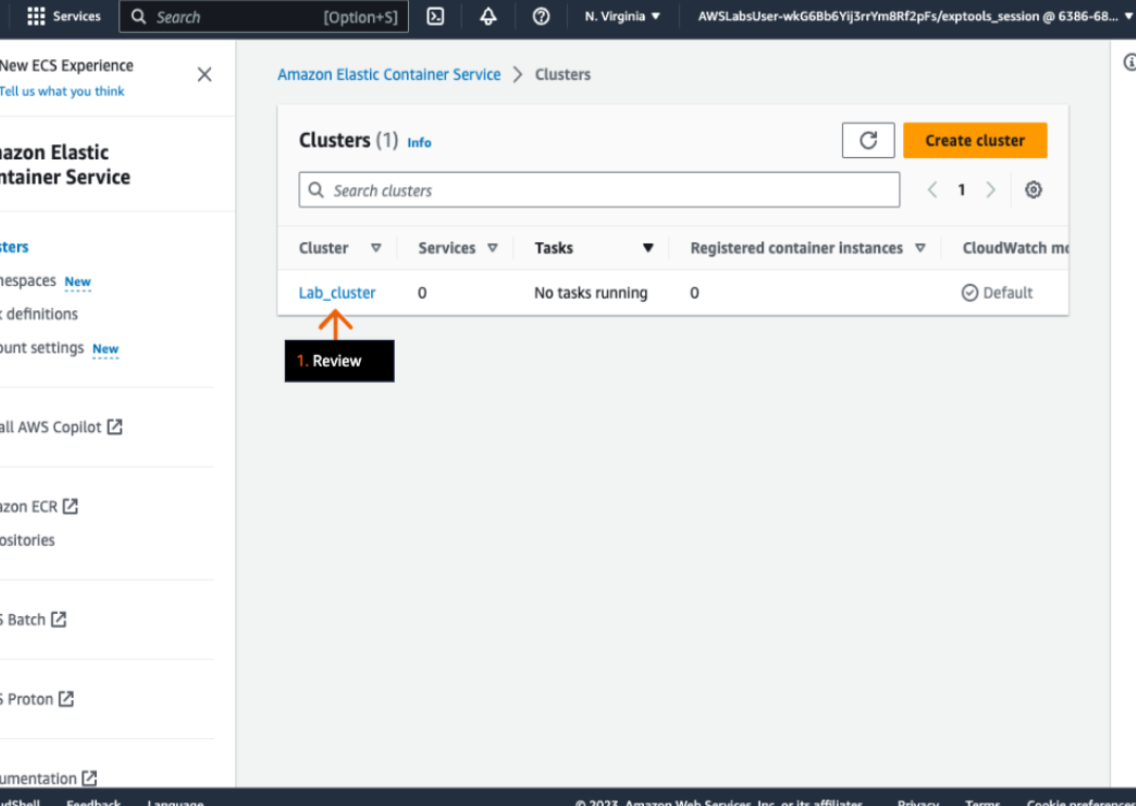 Services
Search [Option+S]
N. Virginia
AWSLabsUser-wkG6Bb6Yij3rrYm8Rf2pFs/exptools_session @ 6386-68...
New ECS Experience
Tell us what you think
Amazon Elastic Container Service > Clusters
azon Elastic
ntainer Service
sters
nespaces New
definitions
ount settings New
all AWS Copilot
azon ECR
ositories
S Batch
S Proton
umentation
Clusters (1) Info
Create cluster
Search clusters
1
Cluster Services Tasks Registered container instances CloudWatch mo
Lab_cluster 0 No tasks running 0 Default
1. Review
udShell Feedback Language
© 2023, Amazon Web Services, Inc. or its affiliates. Privacy Terms Cookie preferences